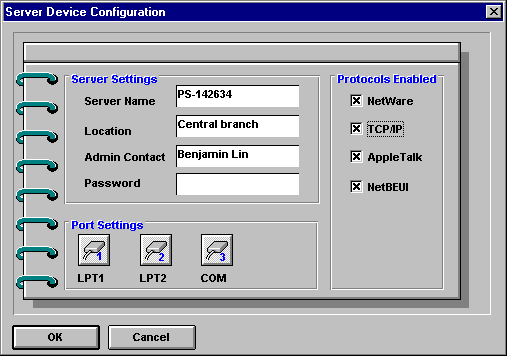 Server Device Configuration
Server Settings
Server Name PS-142634
Location Central branch
Admin Contact Benjamin Lin
Password
Protocols Enabled
NetWare
TCP/IP
AppleTalk
NetBEUI
Port Settings
1 2 3
LPT1 LPT2 COM
OK Cancel